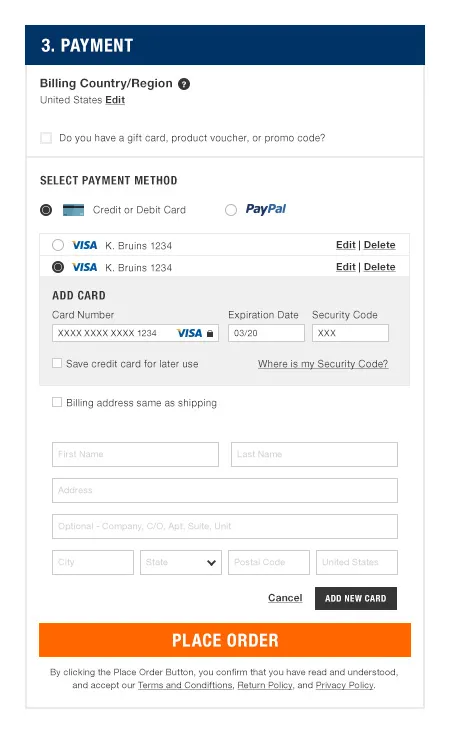 3. PAYMENT
Billing Country/Region ?
United States Edit
Do you have a gift card, product voucher, or promo code?
SELECT PAYMENT METHOD
Credit or Debit Card PayPal
VISA K. Bruins 1234 Edit | Delete
VISA K. Bruins 1234 Edit | Delete
ADD CARD
Card Number Expiration Date Security Code
XXXX XXXX XXXX 1234 VISA 03/20 XXX
Save credit card for later use Where is my Security Code?
Billing address same as shipping
First Name Last Name
Address
Optional - Company, C/O, Apt, Suite, Unit
City State Postal Code United States
Cancel ADD NEW CARD
PLACE ORDER
By clicking the Place Order Button, you confirm that you have read and understood,
and accept our Terms and Condiftions, Return Policy, and Privacy Policy.